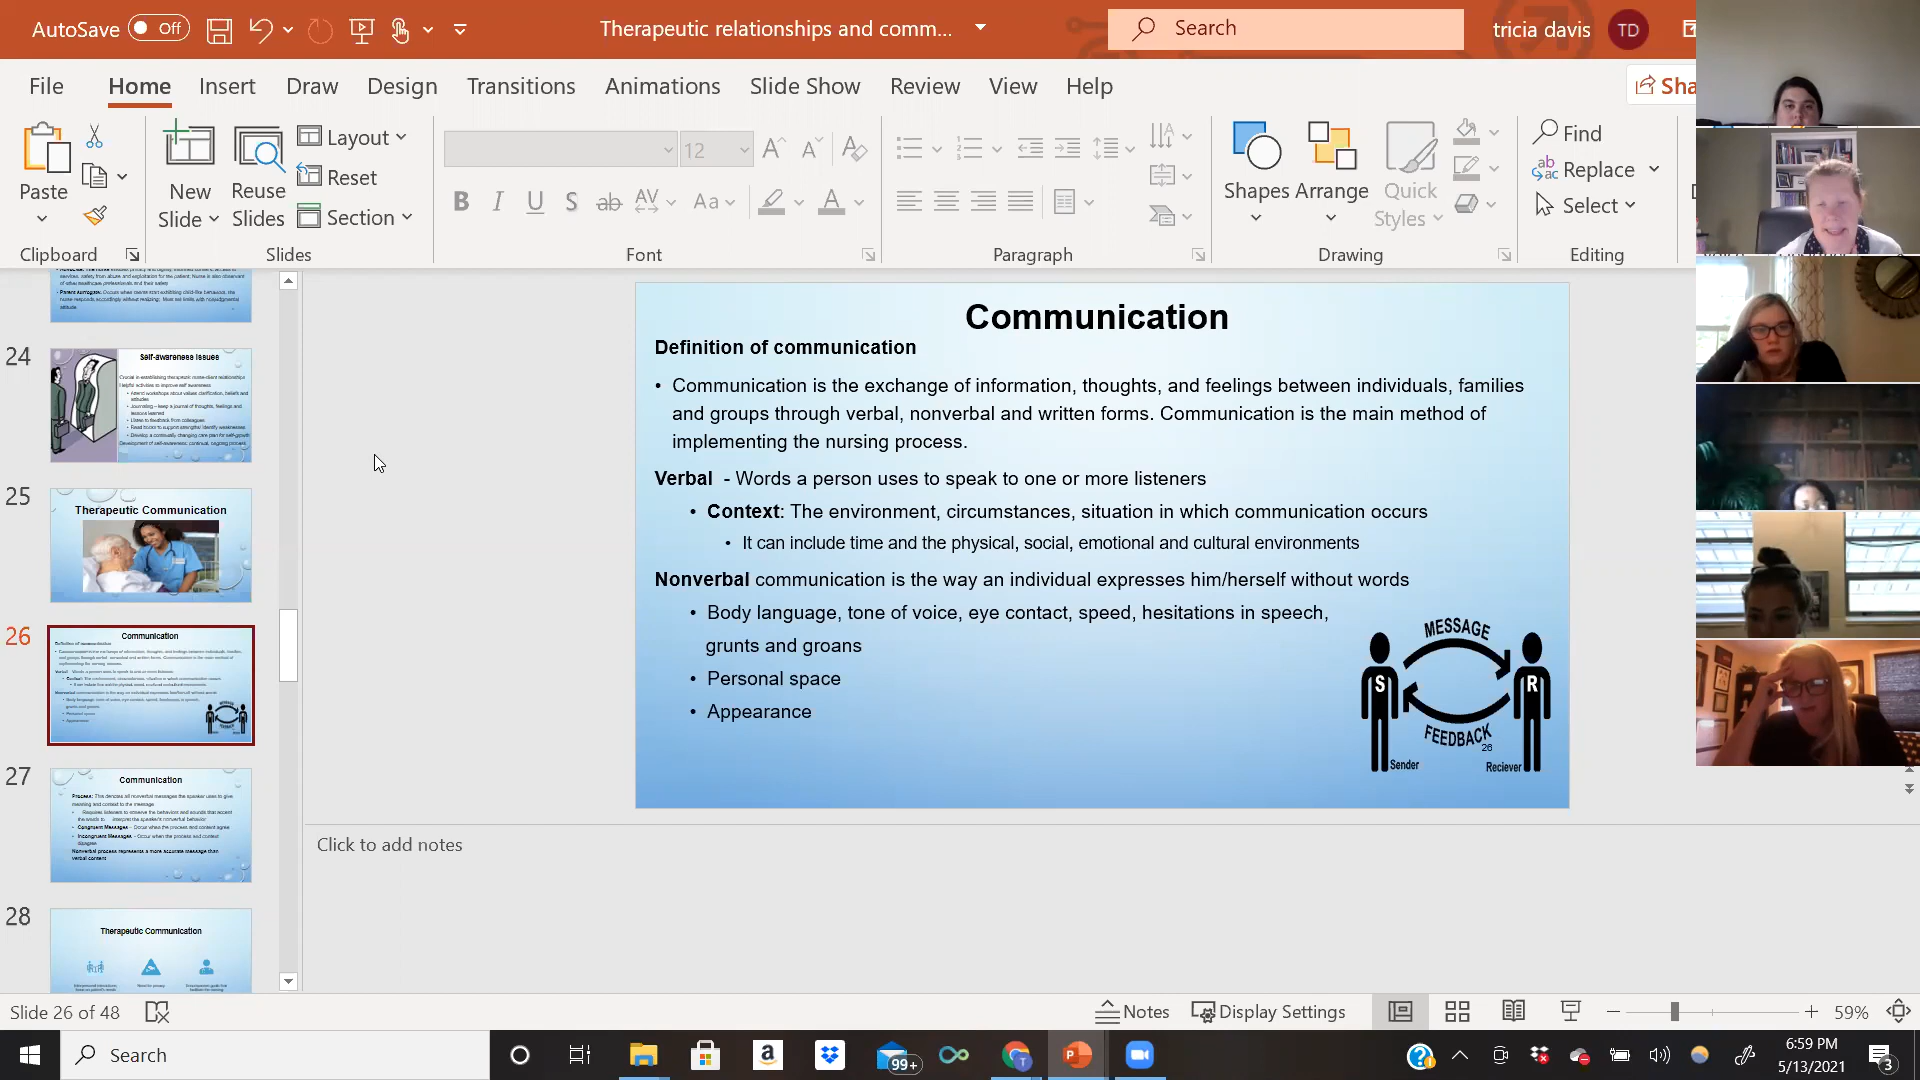 AutoSave Off
Therapeutic relationships and comm...
Search
tricia davis TD
File Home Insert Draw Design Transitions Animations Slide Show Review View Help
Sha
Paste
Clipboard
New
Slide
Reuse
Slides
Layout
Reset
Section
Slides
12
B I U S ab AV Aa A
Font
Paragraph
Shapes Arrange Quick
Styles
Drawing
Find
Replace
Select
Editing
24
Self-awareness Issues
25
Therapeutic Communication
26
Communication
27
Communication
28
Therapeutic Communication
Communication
Definition of communication
• Communication is the exchange of information, thoughts, and feelings between individuals, families
and groups through verbal, nonverbal and written forms. Communication is the main method of
implementing the nursing process.
Verbal - Words a person uses to speak to one or more listeners
• Context: The environment, circumstances, situation in which communication occurs
• It can include time and the physical, social, emotional and cultural environments
Nonverbal communication is the way an individual expresses him/herself without words
• Body language, tone of voice, eye contact, speed, hesitations in speech,
grunts and groans
• Personal space
• Appearance
MESSAGE
S R
FEEDBACK
26
Sender Reciever
Click to add notes
Slide 26 of 48
Notes Display Settings 59%
Search
99+
6:59 PM
5/13/2021
3